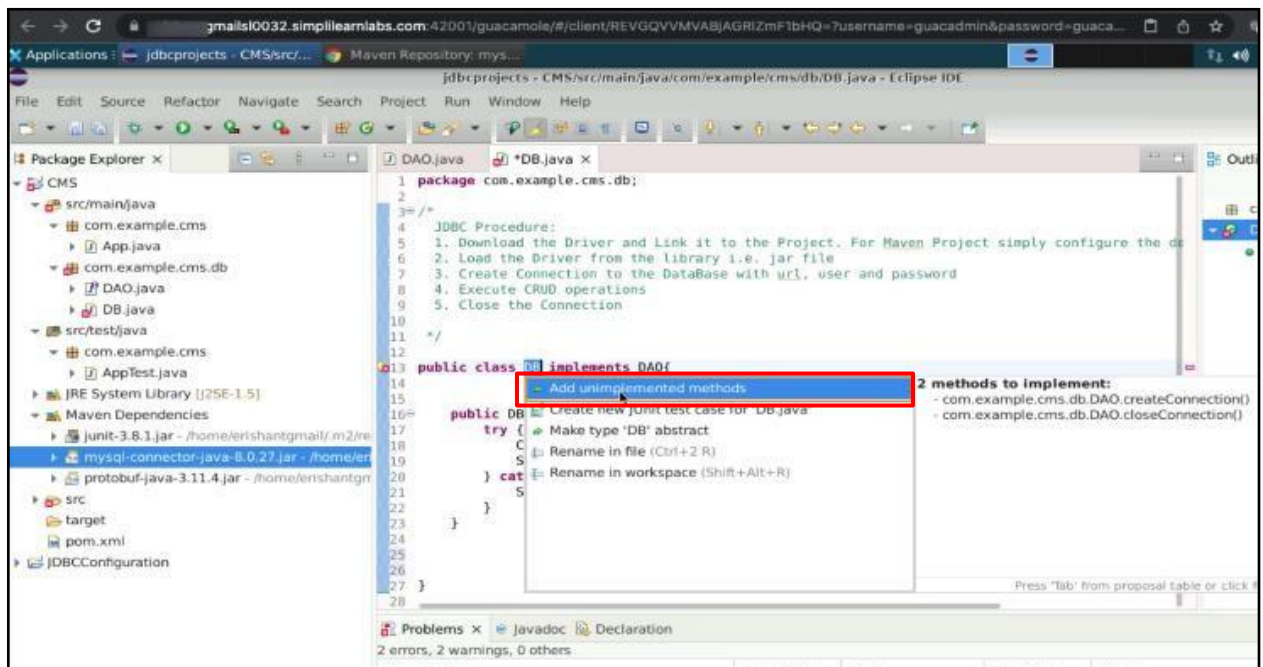 gmailsl0032.simplilearnlabs.com:42001/guacamole/#/client/REVGQVVMVABjAGRIZmF1bHQ=?username=guacadmin&password=guaca...
Applications : jdbcprojects - CMS/src/... Maven Repository: mys...
jdbcprojects - CMS/src/main/java/com/example/cms/db/DB.java - Eclipse IDE
File Edit Source Refactor Navigate Search Project Run Window Help
Package Explorer × DAO.java *DB.java × Outli
CMS
src/main/java
com.example.cms
App.java
com.example.cms.db
DAO.java
DB.java
src/test/java
com.example.cms
AppTest.java
JRE System Library [J2SE-1.5]
Maven Dependencies
junit-3.8.1.jar - /home/erishantgmail/.m2/re
mysql-connector-java-8.0.27.jar - /home/eri
protobuf-java-3.11.4.jar - /home/erishantgm
src
target
pom.xml
JDBCConfiguration
1 package com.example.cms.db;
2
3 /*
4 JDBC Procedure:
5 1. Download the Driver and Link it to the Project. For Maven Project simply configure the de
6 2. Load the Driver from the library i.e. jar file
7 3. Create Connection to the DataBase with url, user and password
8 4. Execute CRUD operations
9 5. Close the Connection
10
11 */
12
13 public class DB implements DAO{
14
15
16 public DB
17 try {
18 C
19 S
20 } cat
21 S
22 }
23 }
24
25
26
27 }
28
Add unimplemented methods
Create new JUnit test case for 'DB.java'
Make type 'DB' abstract
Rename in file (Ctrl+2 R)
Rename in workspace (Shift+Alt+R)
2 methods to implement:
- com.example.cms.db.DAO.createConnection()
- com.example.cms.db.DAO.closeConnection()
Press 'Tab' from proposal table or click f
Problems × Javadoc Declaration
2 errors, 2 warnings, 0 others